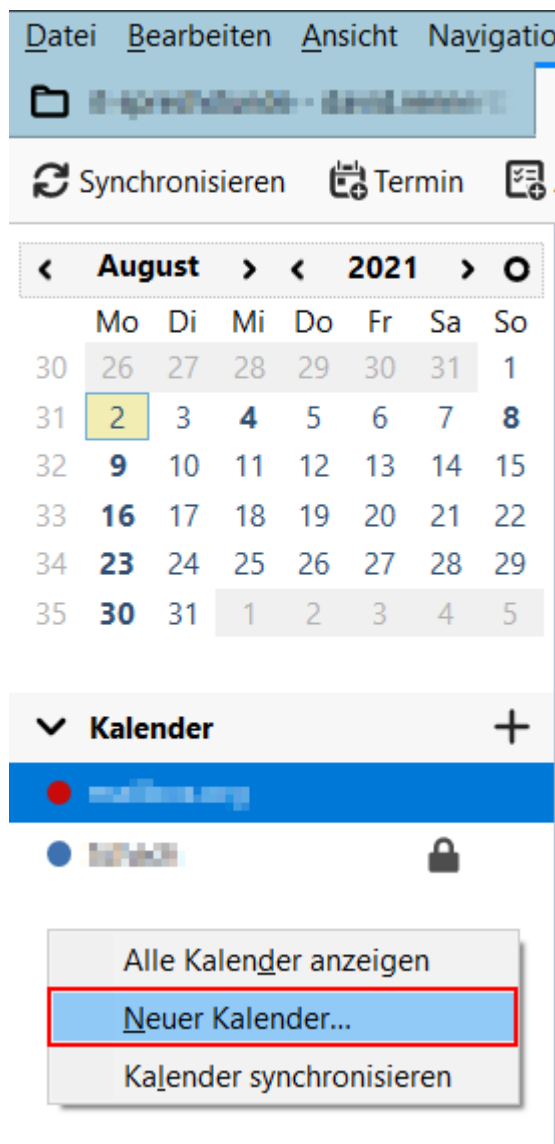 Datei Bearbeiten Ansicht Navigatio
Synchronisieren Termin
August 2021
Mo Di Mi Do Fr Sa So
30 26 27 28 29 30 31 1
31 2 3 4 5 6 7 8
32 9 10 11 12 13 14 15
33 16 17 18 19 20 21 22
34 23 24 25 26 27 28 29
35 30 31 1 2 3 4 5
Kalender
Alle Kalender anzeigen
Neuer Kalender...
Kalender synchronisieren